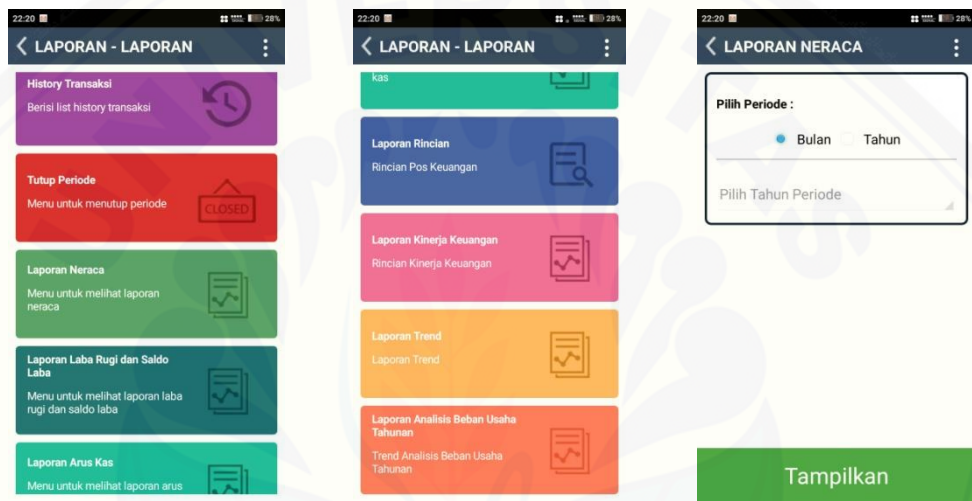 22:20
28%
LAPORAN - LAPORAN
History Transaksi
Berisi list history transaksi
Tutup Periode
Menu untuk menutup periode
CLOSED
Laporan Neraca
Menu untuk melihat laporan
neraca
Laporan Laba Rugi dan Saldo
Laba
Menu untuk melihat laporan laba
rugi dan saldo laba
Laporan Arus Kas
Menu untuk melihat laporan arus
22:20
28%
LAPORAN - LAPORAN
kas
Laporan Rincian
Rincian Pos Keuangan
Laporan Kinerja Keuangan
Rincian Kinerja Keuangan
Laporan Trend
Laporan Trend
Laporan Analisis Beban Usaha
Tahunan
Trend Analisis Beban Usaha
Tahunan
22:20
28%
LAPORAN NERACA
Pilih Periode :
Bulan Tahun
Pilih Tahun Periode
Tampilkan